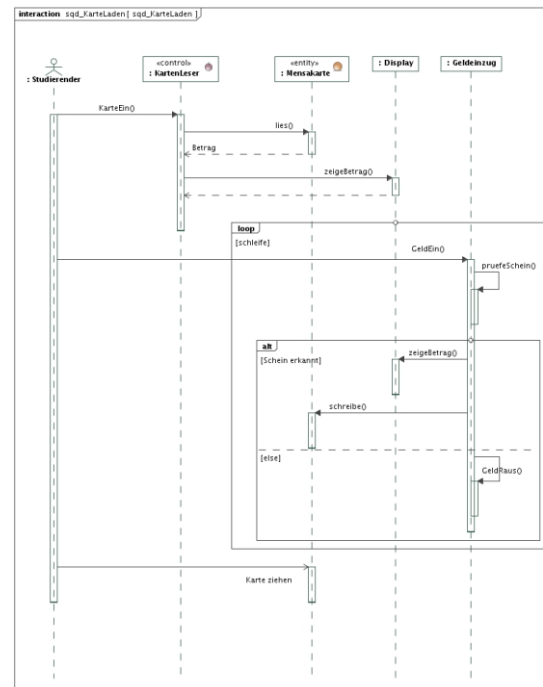 interaction sqd_KarteLaden [ sqd_KarteLaden ]
: Studierender
«control»
: KartenLeser
«entity»
: Mensakarte
: Display
: Geldeinzug
KarteEin()
lies()
Betrag
zeigeBetrag()
loop
[schleife]
GeldEin()
pruefeSchein()
alt
[Schein erkannt]
zeigeBetrag()
schreibe()
[else]
GeldRaus()
Karte ziehen